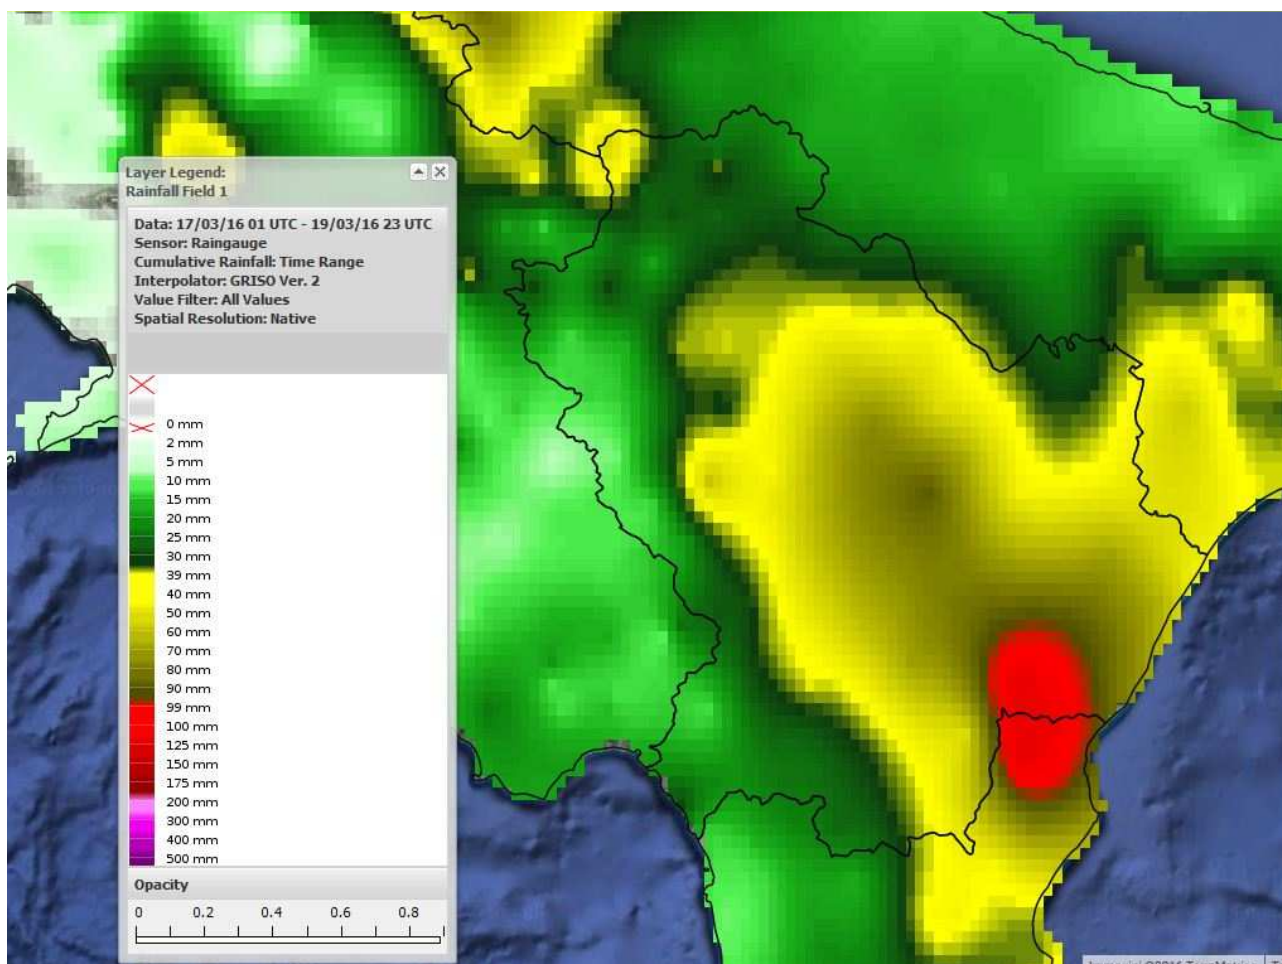 Layer Legend:
Rainfall Field 1
Data: 17/03/16 01 UTC - 19/03/16 23 UTC
Sensor: Raingauge
Cumulative Rainfall: Time Range
Interpolator: GRISO Ver. 2
Value Filter: All Values
Spatial Resolution: Native
0 mm
2 mm
5 mm
10 mm
15 mm
20 mm
25 mm
30 mm
39 mm
40 mm
50 mm
60 mm
70 mm
80 mm
90 mm
99 mm
100 mm
125 mm
150 mm
175 mm
200 mm
300 mm
400 mm
500 mm
Opacity
0 0.2 0.4 0.6 0.8